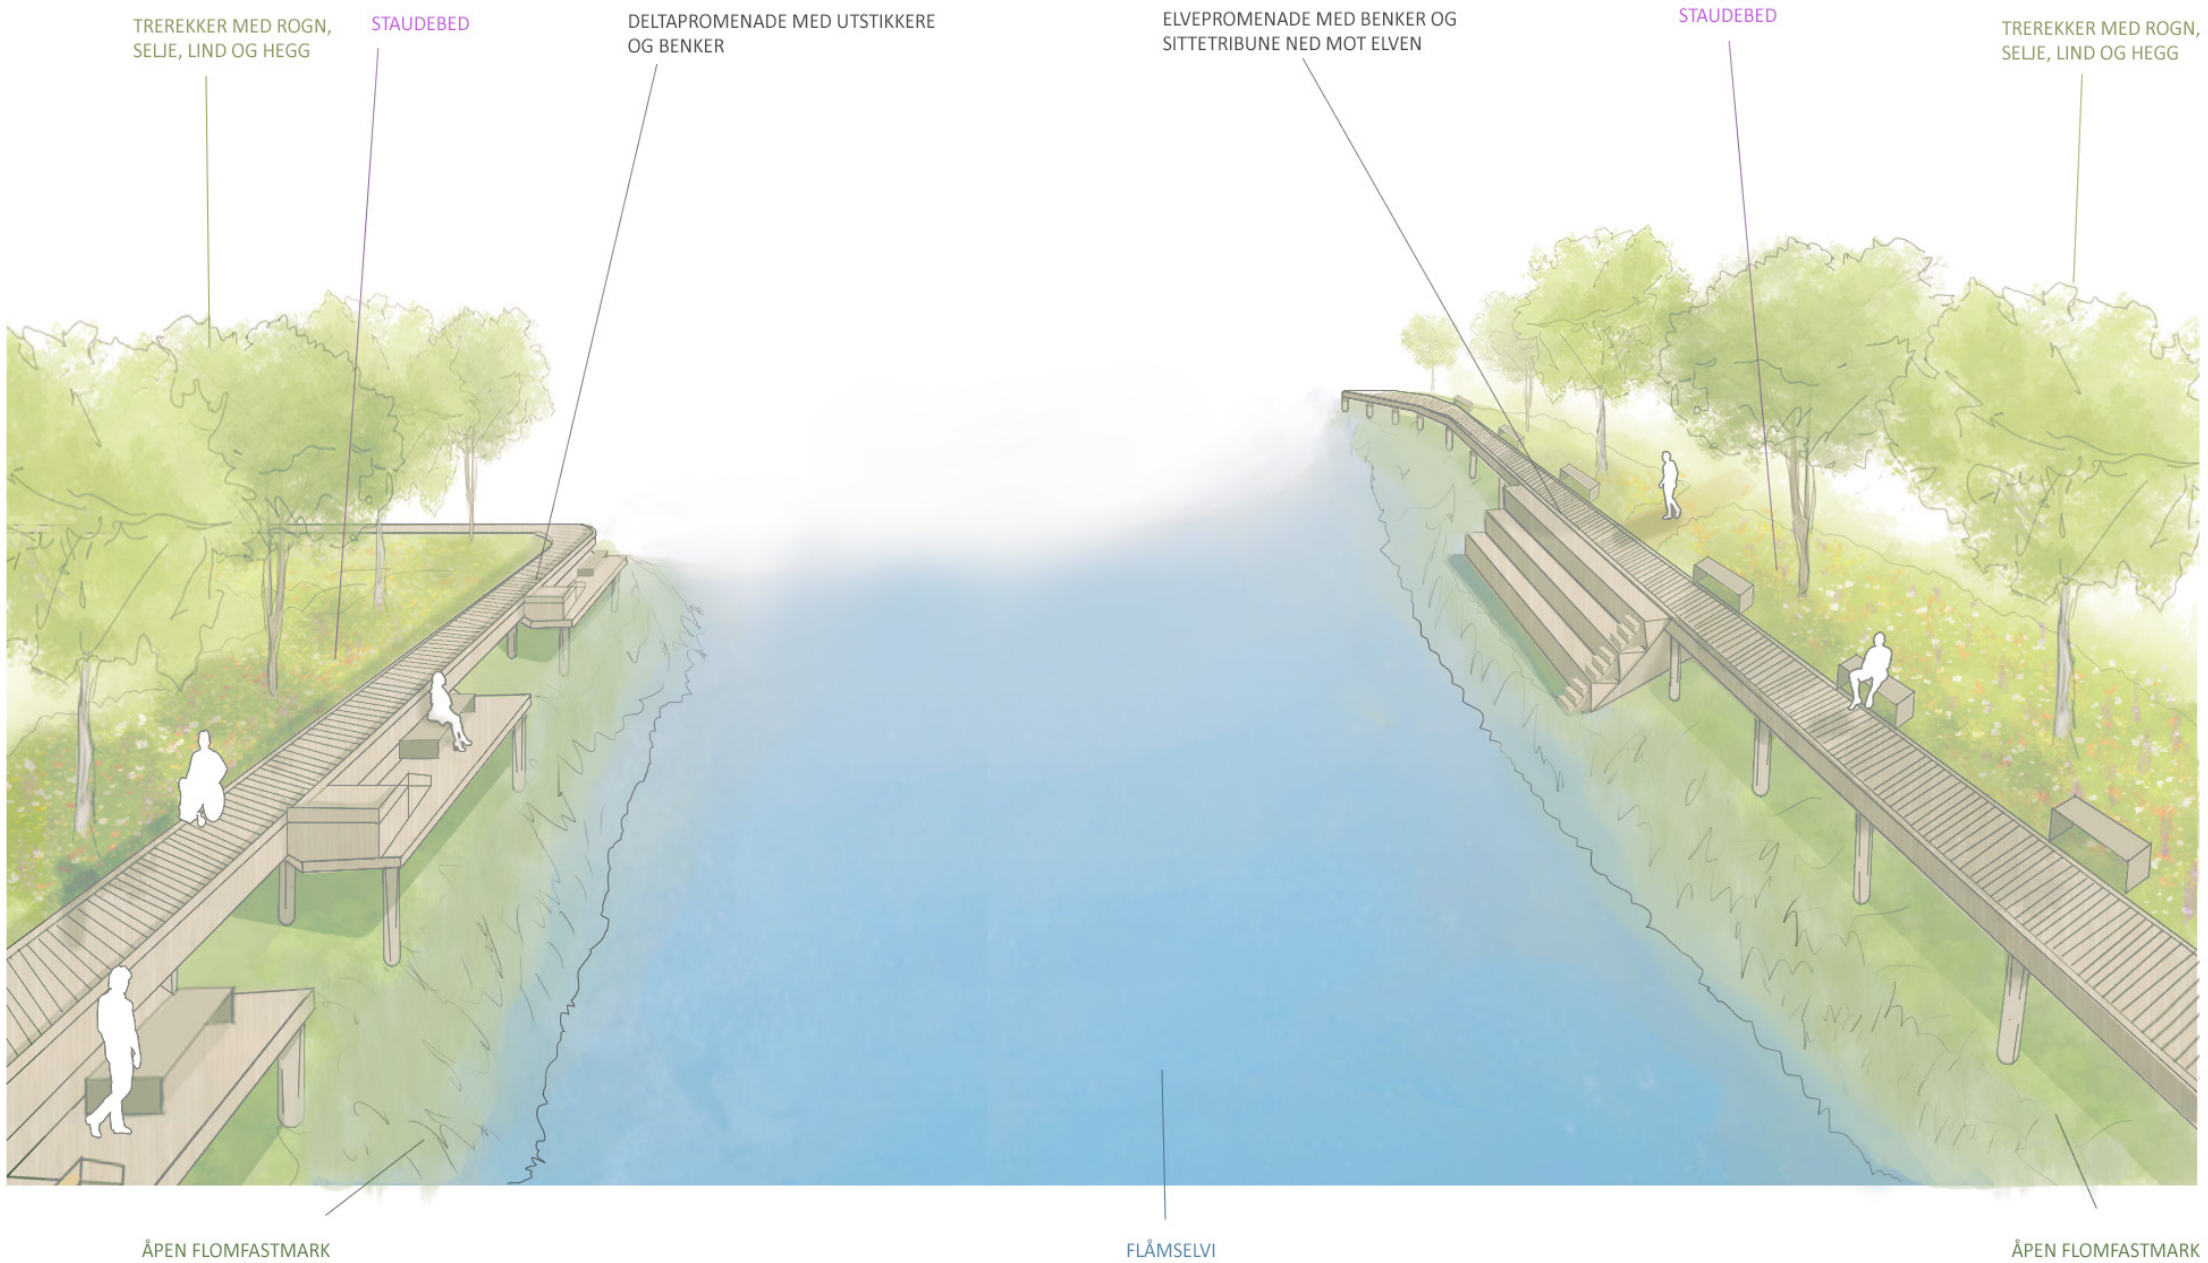 TREREKKER MED ROGN,
SELJE, LIND OG HEGG
STAUDEBED
DELTAPROMENADE MED UTSTIKKERE
OG BENKER
ELVEPROMENADE MED BENKER OG
SITTETRIBUNE NED MOT ELVEN
STAUDEBED
TREREKKER MED ROGN,
SELJE, LIND OG HEGG
ÅPEN FLOMFASTMARK
FLÅMSELVI
ÅPEN FLOMFASTMARK